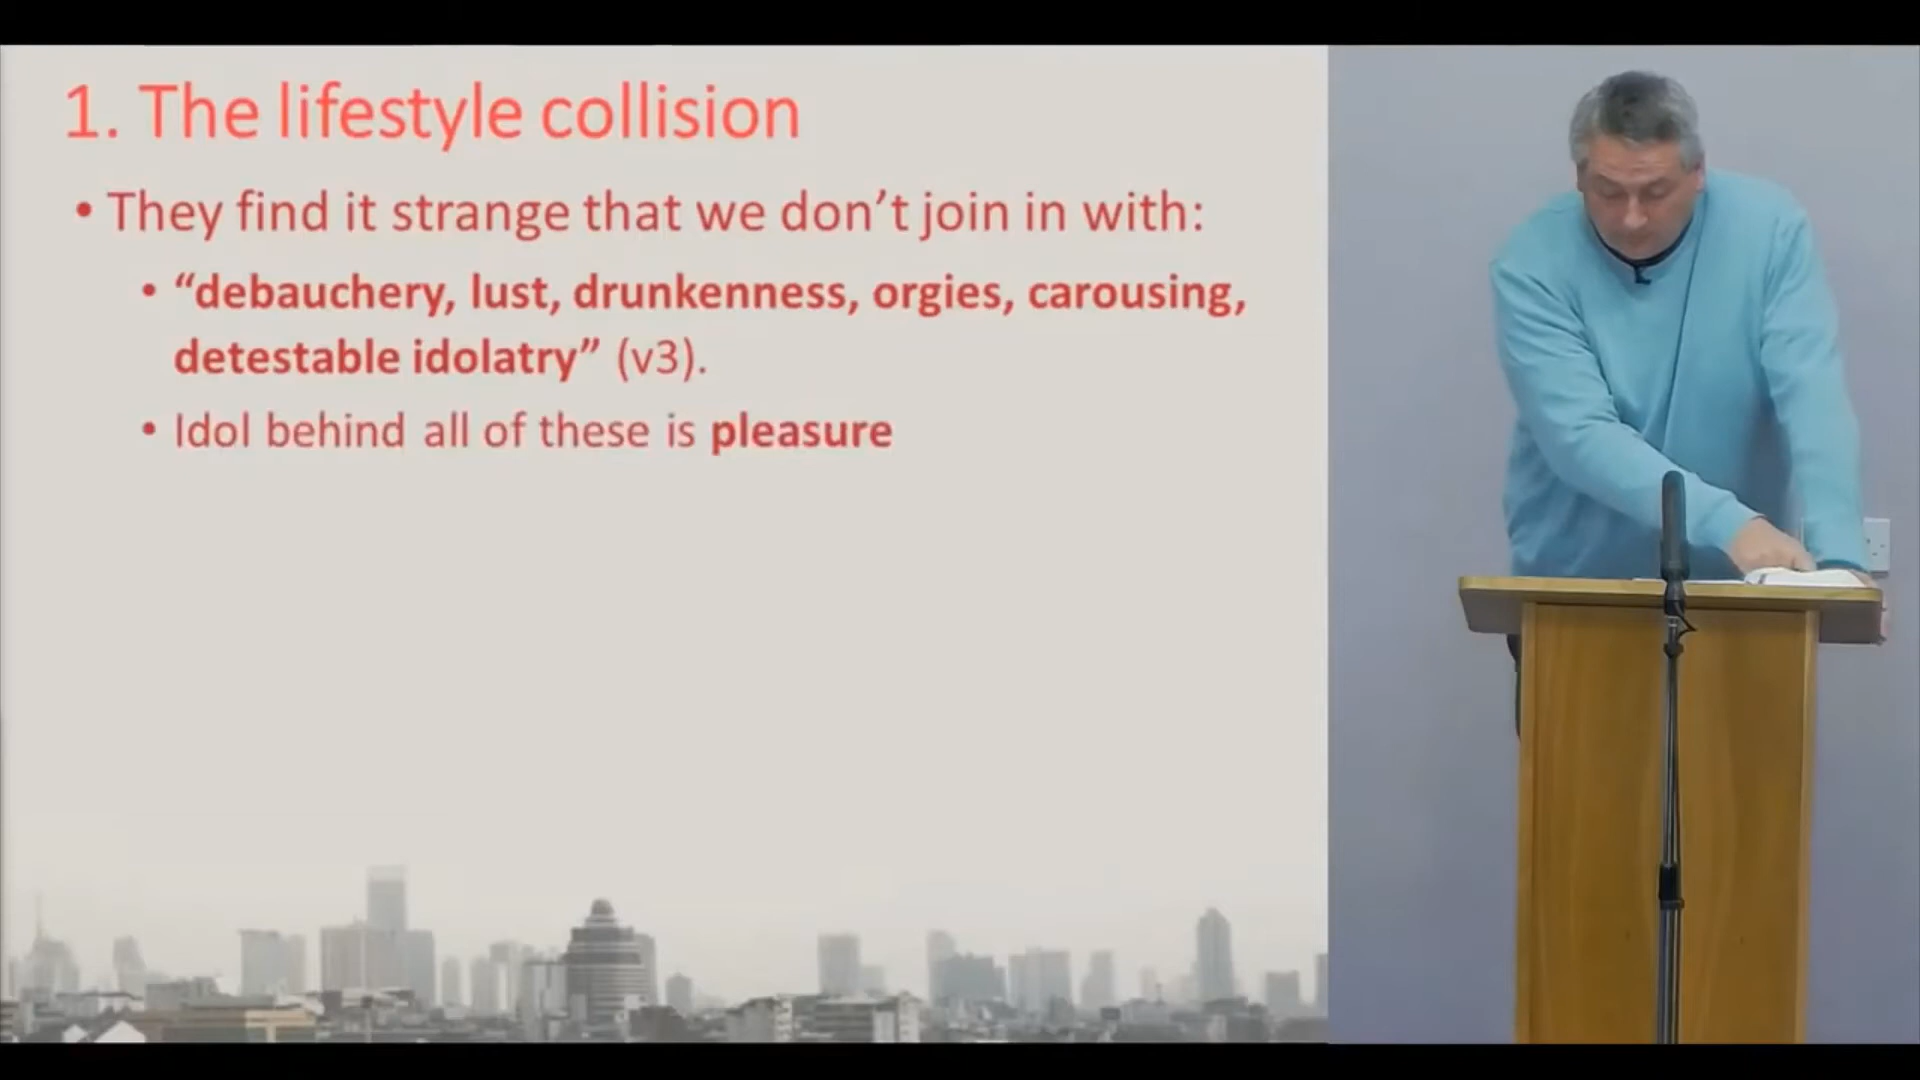 1. The lifestyle collision
• They find it strange that we don’t join in with:
• “debauchery, lust, drunkenness, orgies, carousing,
detestable idolatry” (v3).
• Idol behind all of these is pleasure